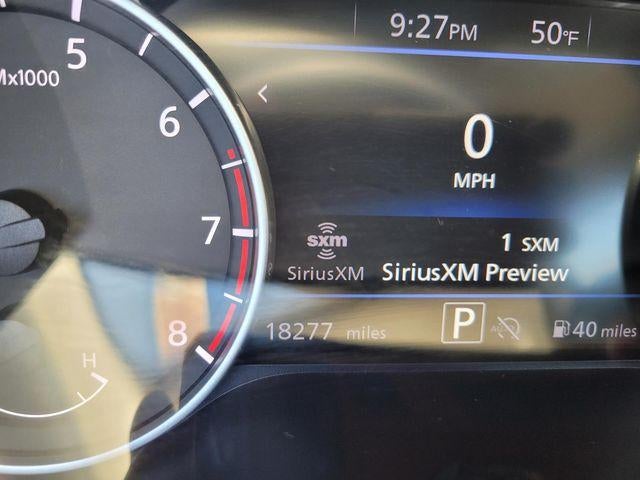 9:27PM 50°F
5
Mx1000
6
0
MPH
7
sxm 1 SXM
SiriusXM SiriusXM Preview
8
18277 miles P 40 miles
H